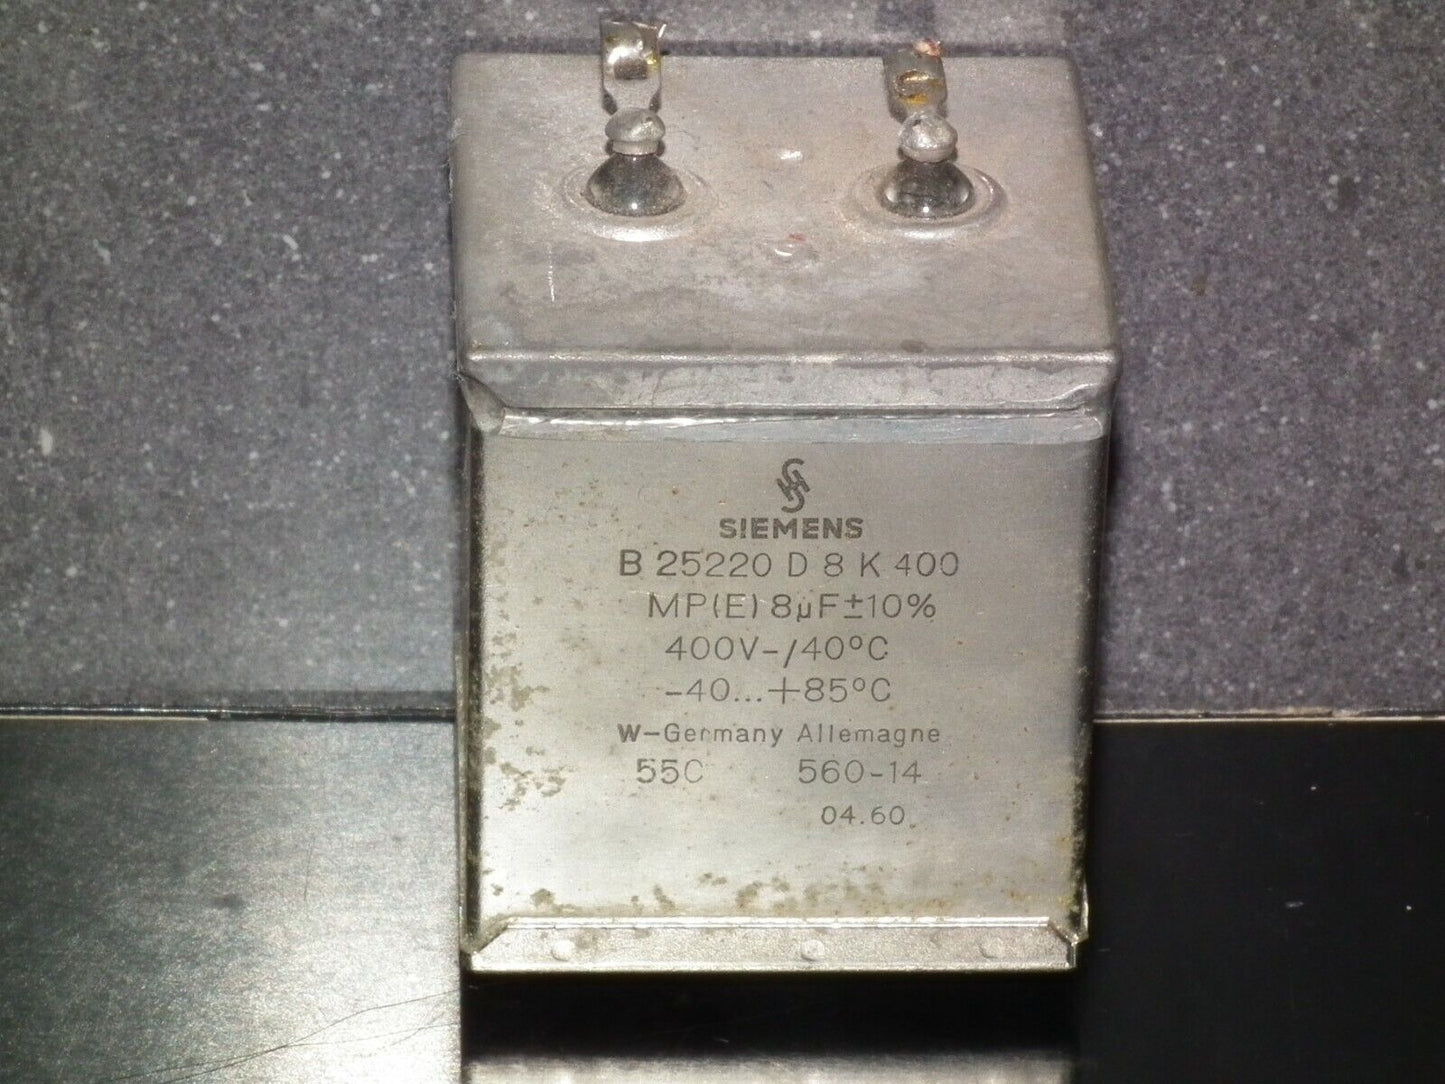 SIEMENS
B 25220 D 8 K 400
MP(E) 8µF±10%
400V-/40°C
-40...+85°C
W-Germany Allemagne
55C 560-14
04.60